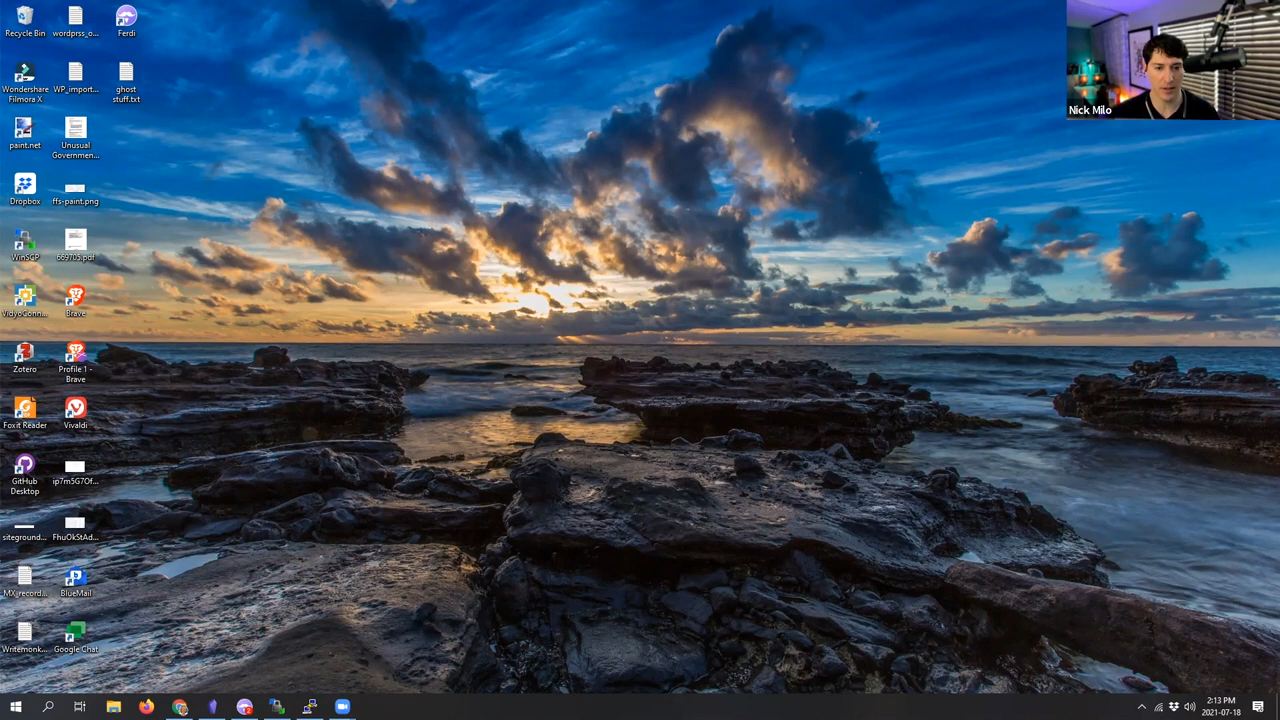 Recycle Bin
wordprss_o...
Ferdi
Wondershare
Filmora X
WP_import...
ghost
stuff.txt
paint.net
Unusual
Governmen...
Dropbox
ffs-paint.png
WinSCP
669705.pdf
VidyoConn...
Brave
Zotero
Profile 1 -
Brave
Foxit Reader
Vivaldi
GitHub
Desktop
ip7m5G7Of...
siteground...
FhuOkStAd...
MX_record...
BlueMail
Writemonk...
Google Chat
Nick Milo
2:13 PM
2021-07-18